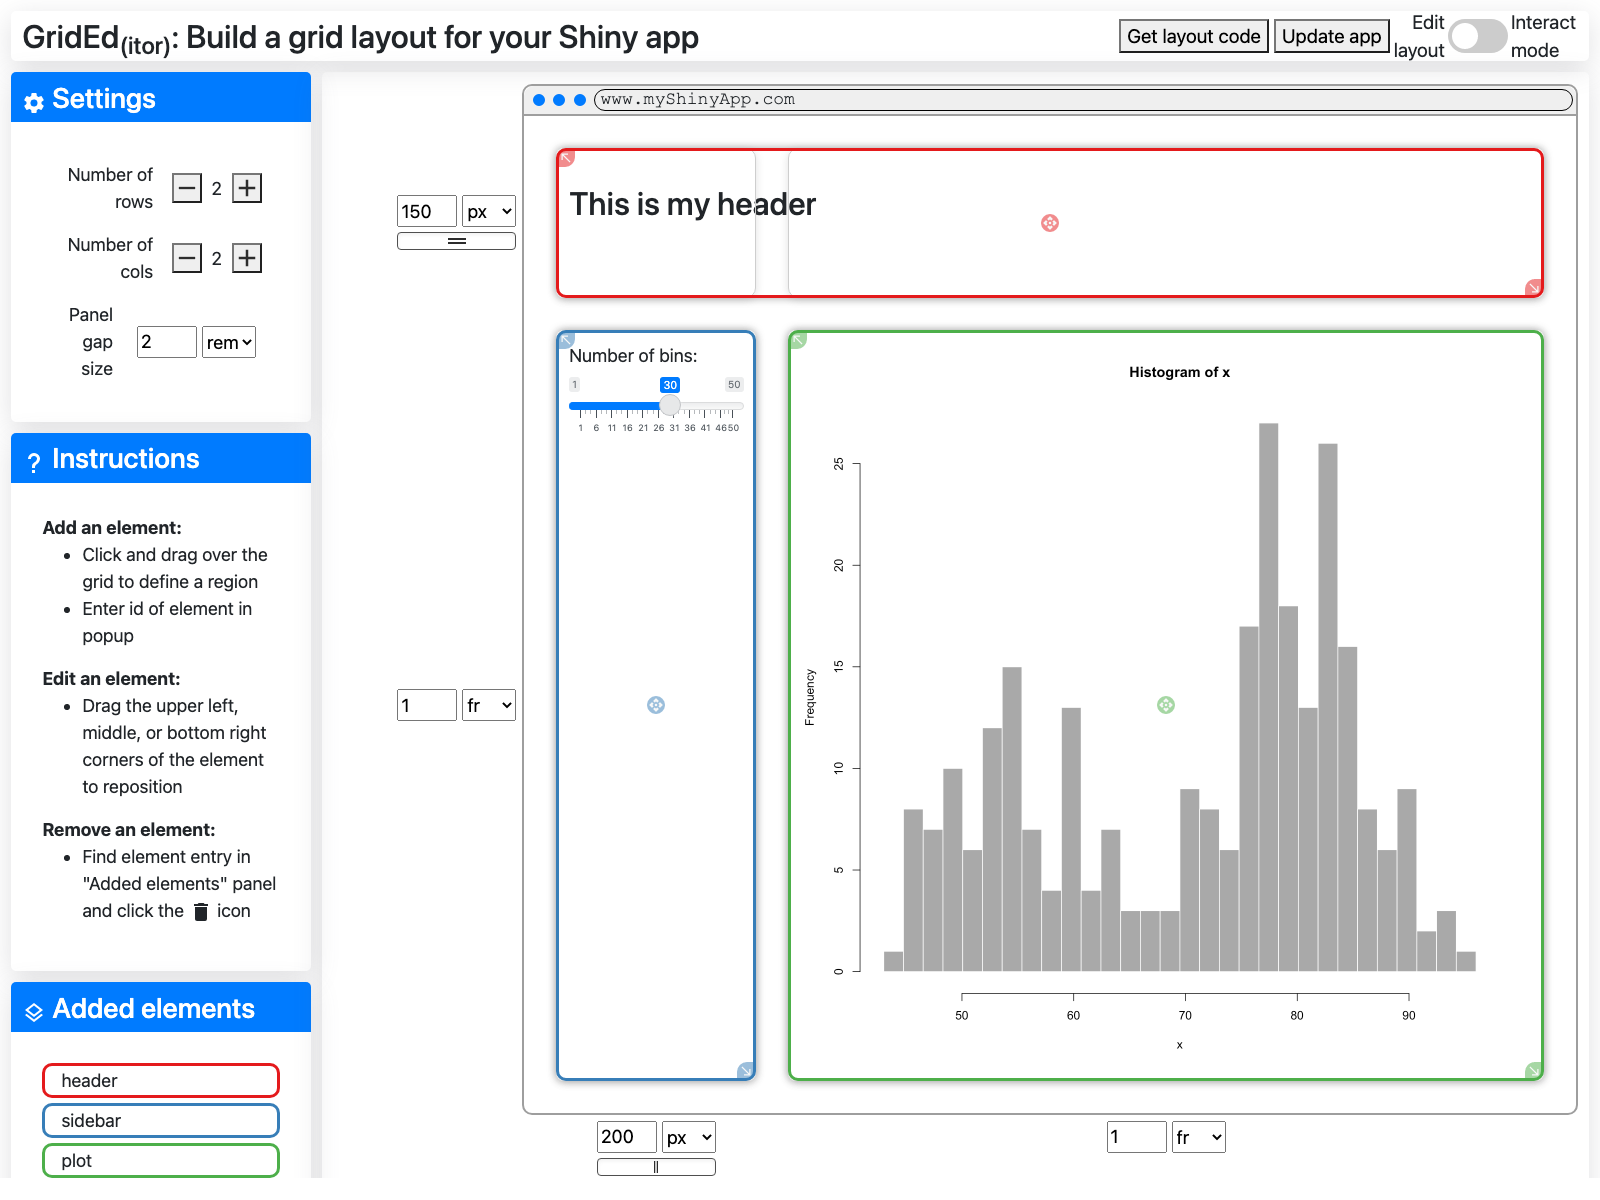 GridEd(itor): Build a grid layout for your Shiny app
Get layout code
Update app
Edit layout
Interact mode
Settings
Number of rows
2
Number of cols
2
Panel gap size
2
rem
? Instructions
Add an element:
Click and drag over the
grid to define a region
Enter id of element in
popup
Edit an element:
Drag the upper left,
middle, or bottom right
corners of the element
to reposition
Remove an element:
Find element entry in
"Added elements" panel
and click the icon
Added elements
header
sidebar
plot
www.myShinyApp.com
150 px
This is my header
1 fr
Number of bins:
1 30 50
1 6 11 16 21 26 31 36 41 46 50
Histogram of x
Frequency
0 5 10 15 20 25
50 60 70 80 90
x
200 px
1 fr